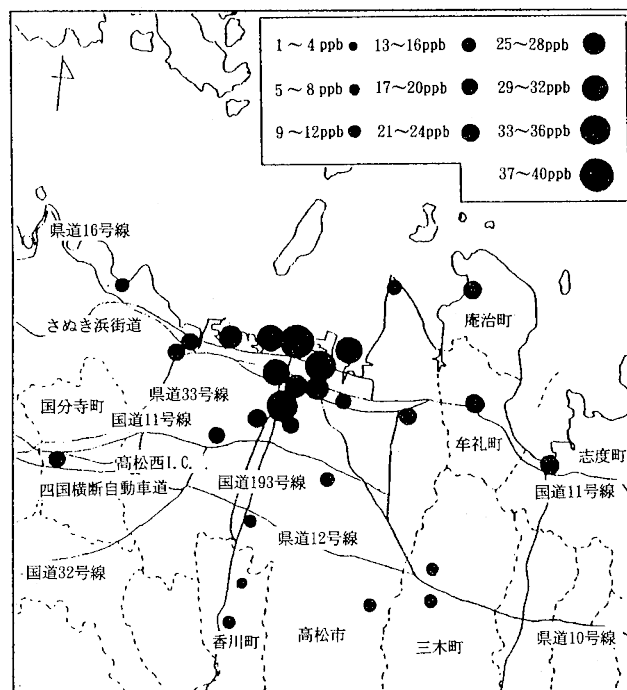 1～4ppb 13～16ppb 25～28ppb
5～8ppb 17～20ppb 29～32ppb
9～12ppb 21～24ppb 33～36ppb
37～40ppb
県道16号線
さぬき浜街道
庵治町
県道33号線
国分寺町
国道11号線
牟礼町
志度町
高松西I.C.
四国横断自動車道
国道193号線
国道11号線
県道12号線
国道32号線
香川町
高松市
三木町
県道10号線